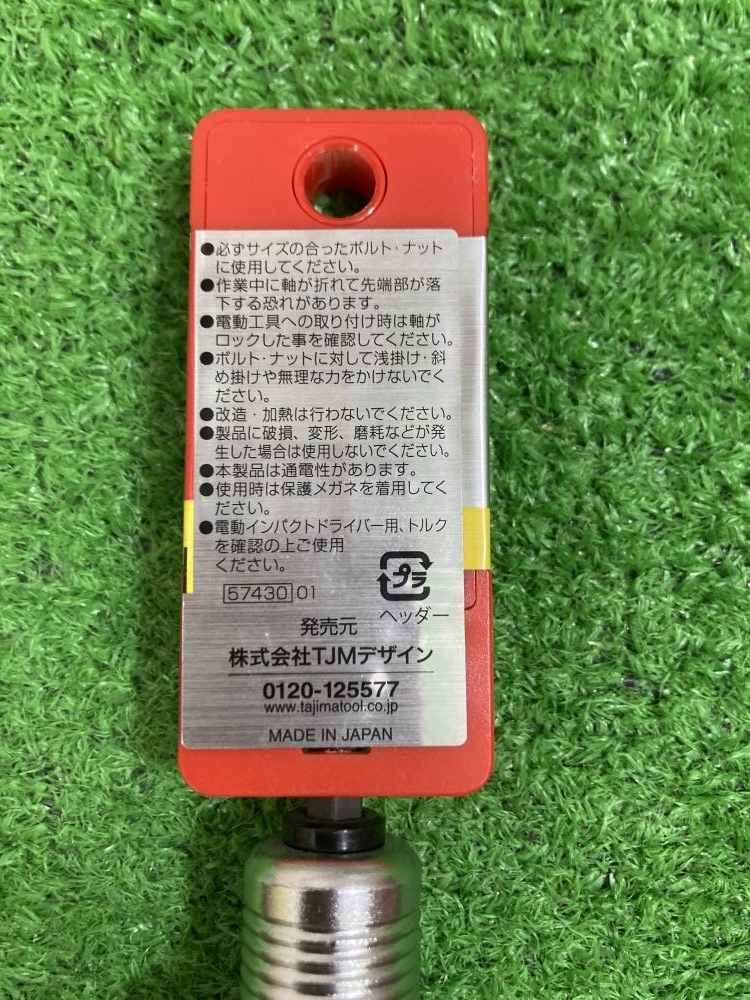 ●必ずサイズの合ったボルト・ナット
に使用してください。
●作業中に軸が折れて先端部が落
下する恐れがあります。
●電動工具への取り付け時は軸が
ロックした事を確認してください。
●ボルト・ナットに対して浅掛け・斜
め掛けや無理な力をかけないでく
ださい。
●改造・加熱は行わないでください。
●製品に破損、変形、磨耗などが発
生した場合は使用しないでください。
●本製品は通電性があります。
●使用時は保護メガネを着用してく
ださい。
●電動インパクトドライバー用、トルク
を確認の上ご使用
ください。
プラ
57430 01
ヘッダー
発売元
株式会社TJMデザイン
0120-125577
www.tajimatool.co.jp
MADE IN JAPAN